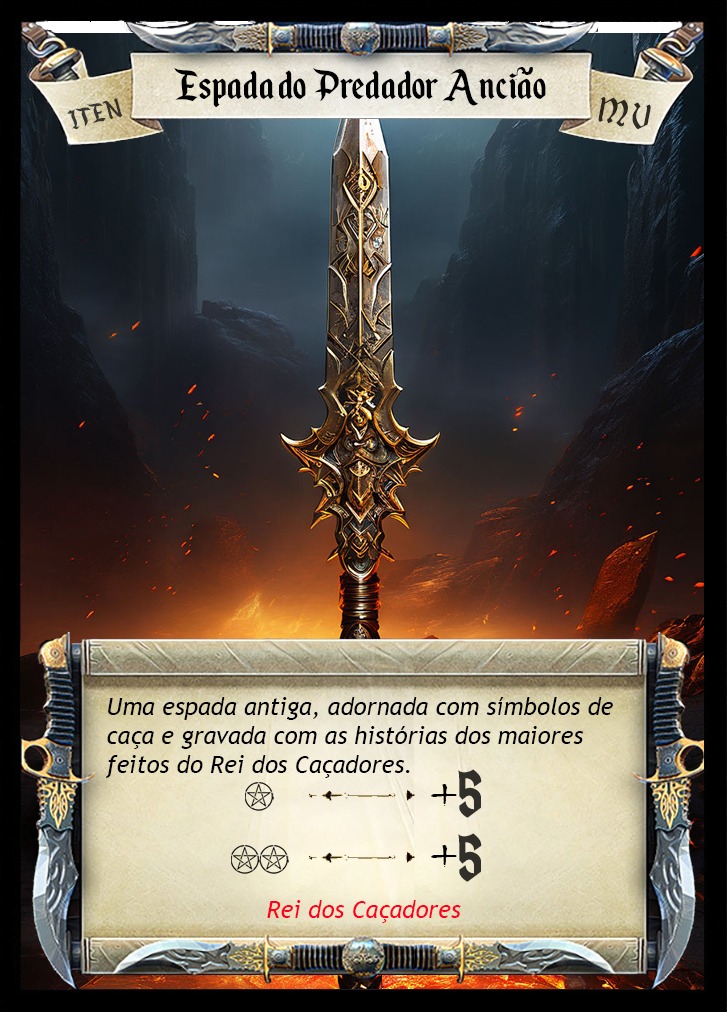 ITEN
Espada do Predador Ancião
MU
Uma espada antiga, adornada com símbolos de
caça e gravada com as histórias dos maiores
feitos do Rei dos Caçadores.
+5
+5
Rei dos Caçadores